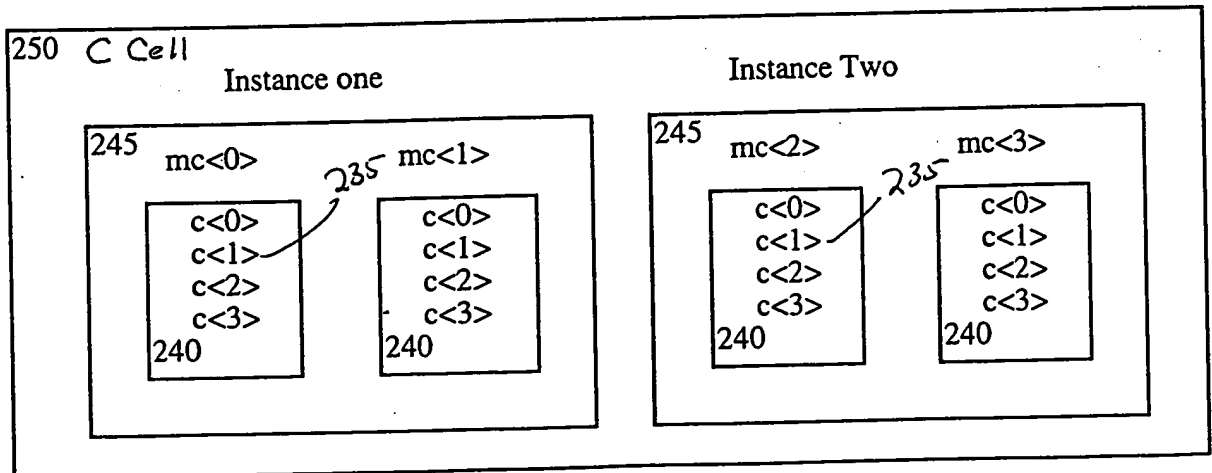 250 C Cell
Instance one
Instance Two
245
mc<0>
235
mc<1>
c<0>
c<1>
c<2>
c<3>
240
c<0>
c<1>
c<2>
c<3>
240
245
mc<2>
235
mc<3>
c<0>
c<1>
c<2>
c<3>
240
c<0>
c<1>
c<2>
c<3>
240